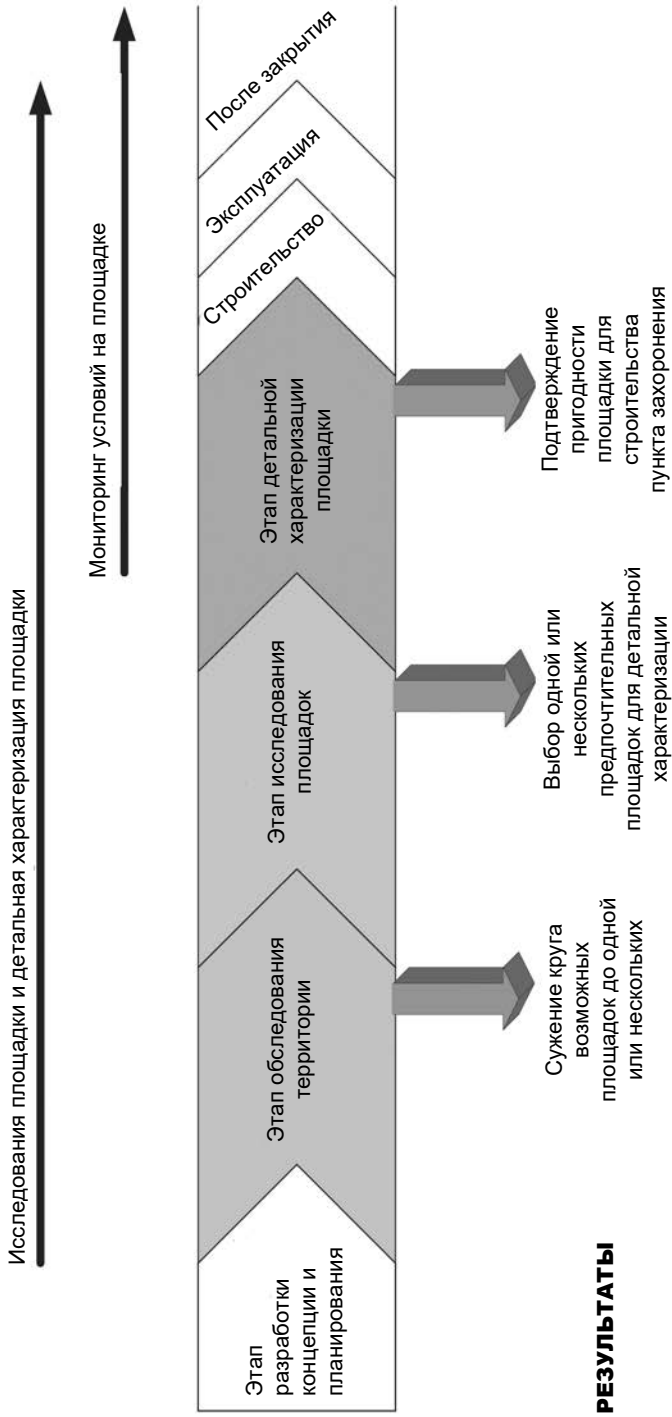 Исследования площадки и детальная характеризация площадки
Мониторинг условий на площадке
Этап
разработки
концепции и
планирования
Этап обследования
территории
Этап исследования
площадок
Этап детальной
характеризации
площадки
Строительство
Эксплуатация
После закрытия
РЕЗУЛЬТАТЫ
Сужение круга
возможных
площадок до одной
или нескольких
Выбор одной или
нескольких
предпочтительных
площадок для детальной
характеризации
Подтверждение
пригодности
площадки для
строительства
пункта захоронения